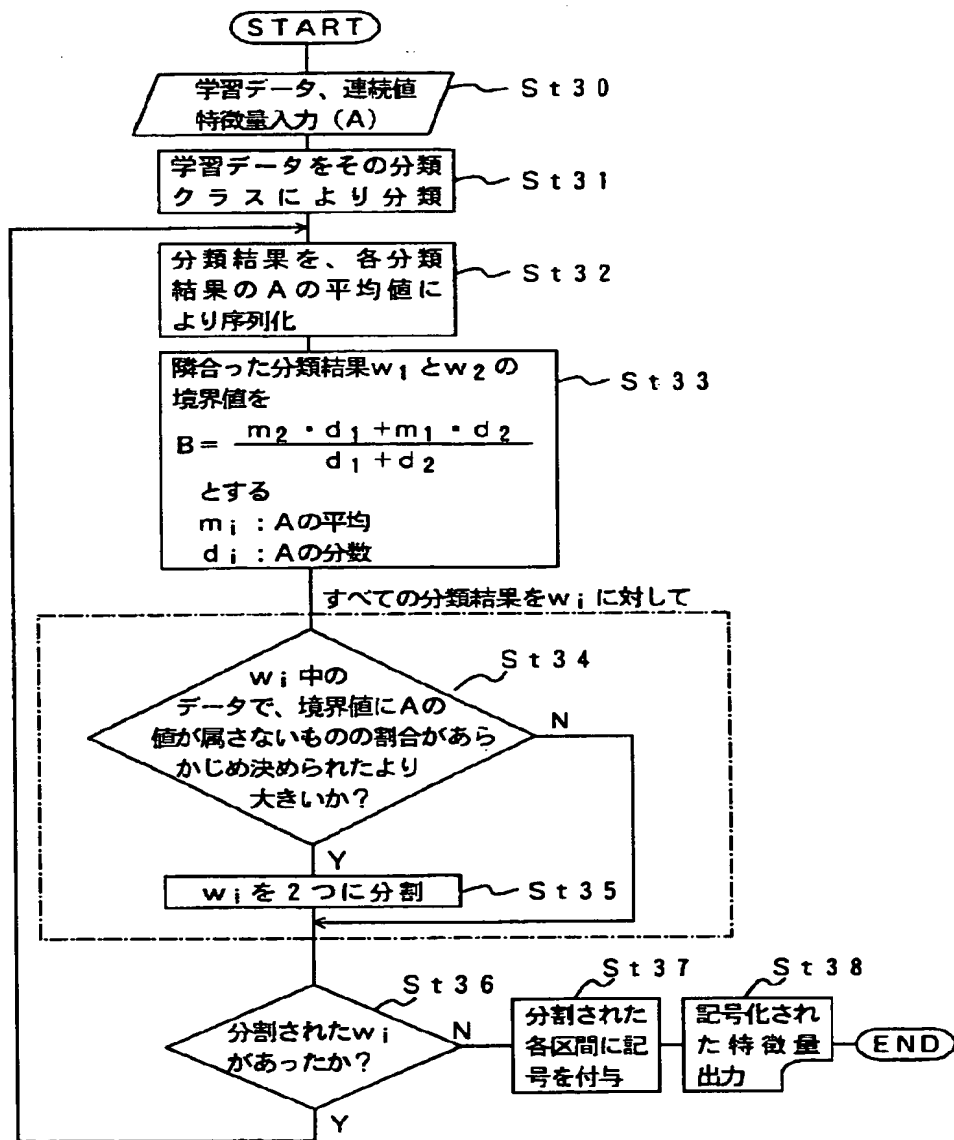 START
学習データ、連続値
特徴量入力(A)
St30
学習データをその分類
クラスにより分類
St31
分類結果を、各分類
結果のAの平均値に
より序列化
St32
隣合った分類結果w1とw2の
境界値を
B= m2・d1+m1・d2
d1+d2
とする
mi:Aの平均
di:Aの分数
St33
すべての分類結果をwiに対して
wi中の
データで、境界値にAの
値が属さないものの割合があら
かじめ決められたより
大きいか?
St34
N
Y
wiを2つに分割
St35
分割されたwi
があったか?
St36
N
Y
分割された
各区間に記
号を付与
St37
記号化され
た特徴量
出力
St38
END